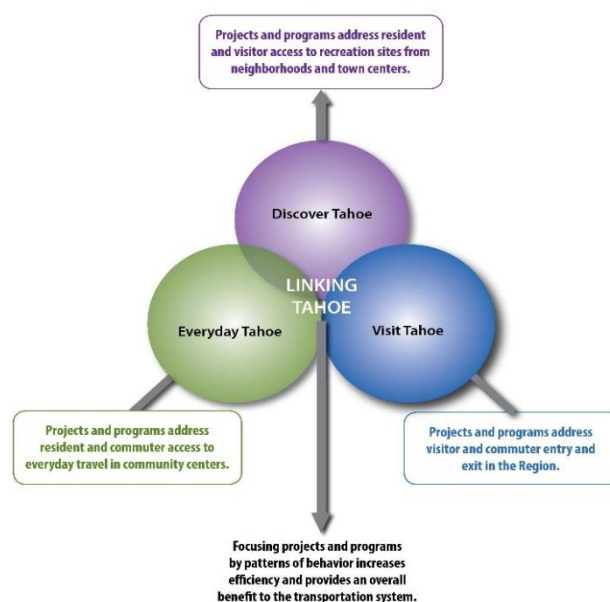 Projects and programs address resident
and visitor access to recreation sites from
neighborhoods and town centers.
Discover Tahoe
LINKING
TAHOE
Everyday Tahoe
Visit Tahoe
Projects and programs address
resident and commuter access to
everyday travel in community centers.
Projects and programs address
visitor and commuter entry and
exit in the Region.
Focusing projects and programs
by patterns of behavior increases
efficiency and provides an overall
benefit to the transportation system.